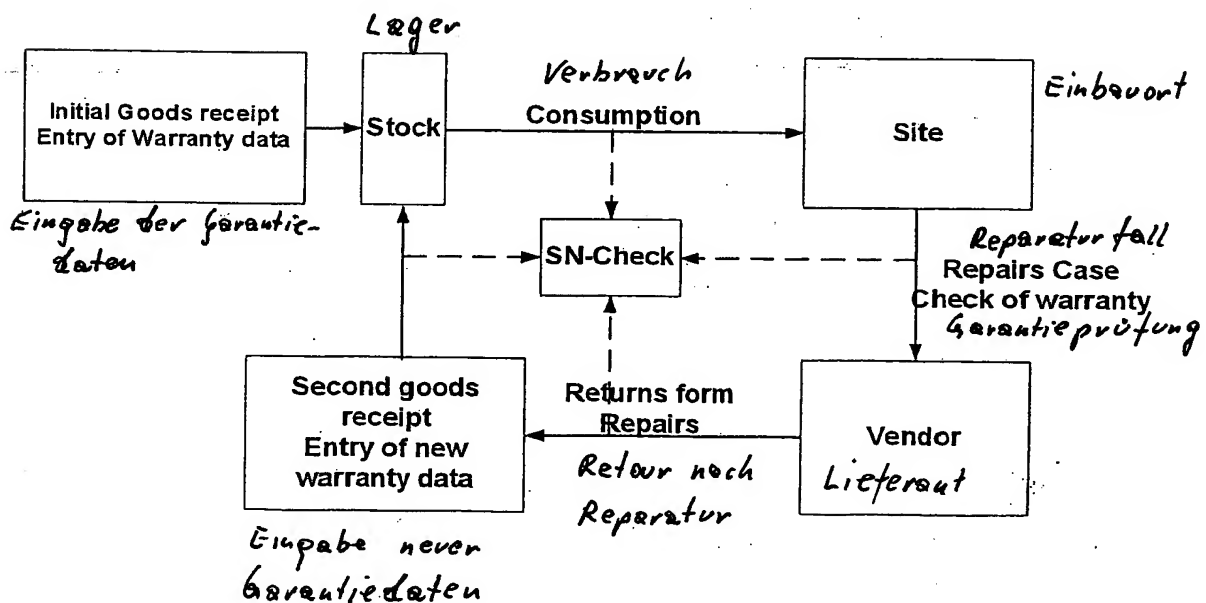 Lager
Initial Goods receipt
Entry of Warranty data
Stock
Verbrauch
Consumption
Site
Einbauort
Eingabe der Garantie-
daten
SN-Check
Reparaturfall
Repairs Case
Check of warranty
Garantieprüfung
Second goods
receipt
Entry of new
warranty data
Returns form
Repairs
Retour nach
Reparatur
Vendor
Lieferant
Eingabe neuer
Garantiedaten